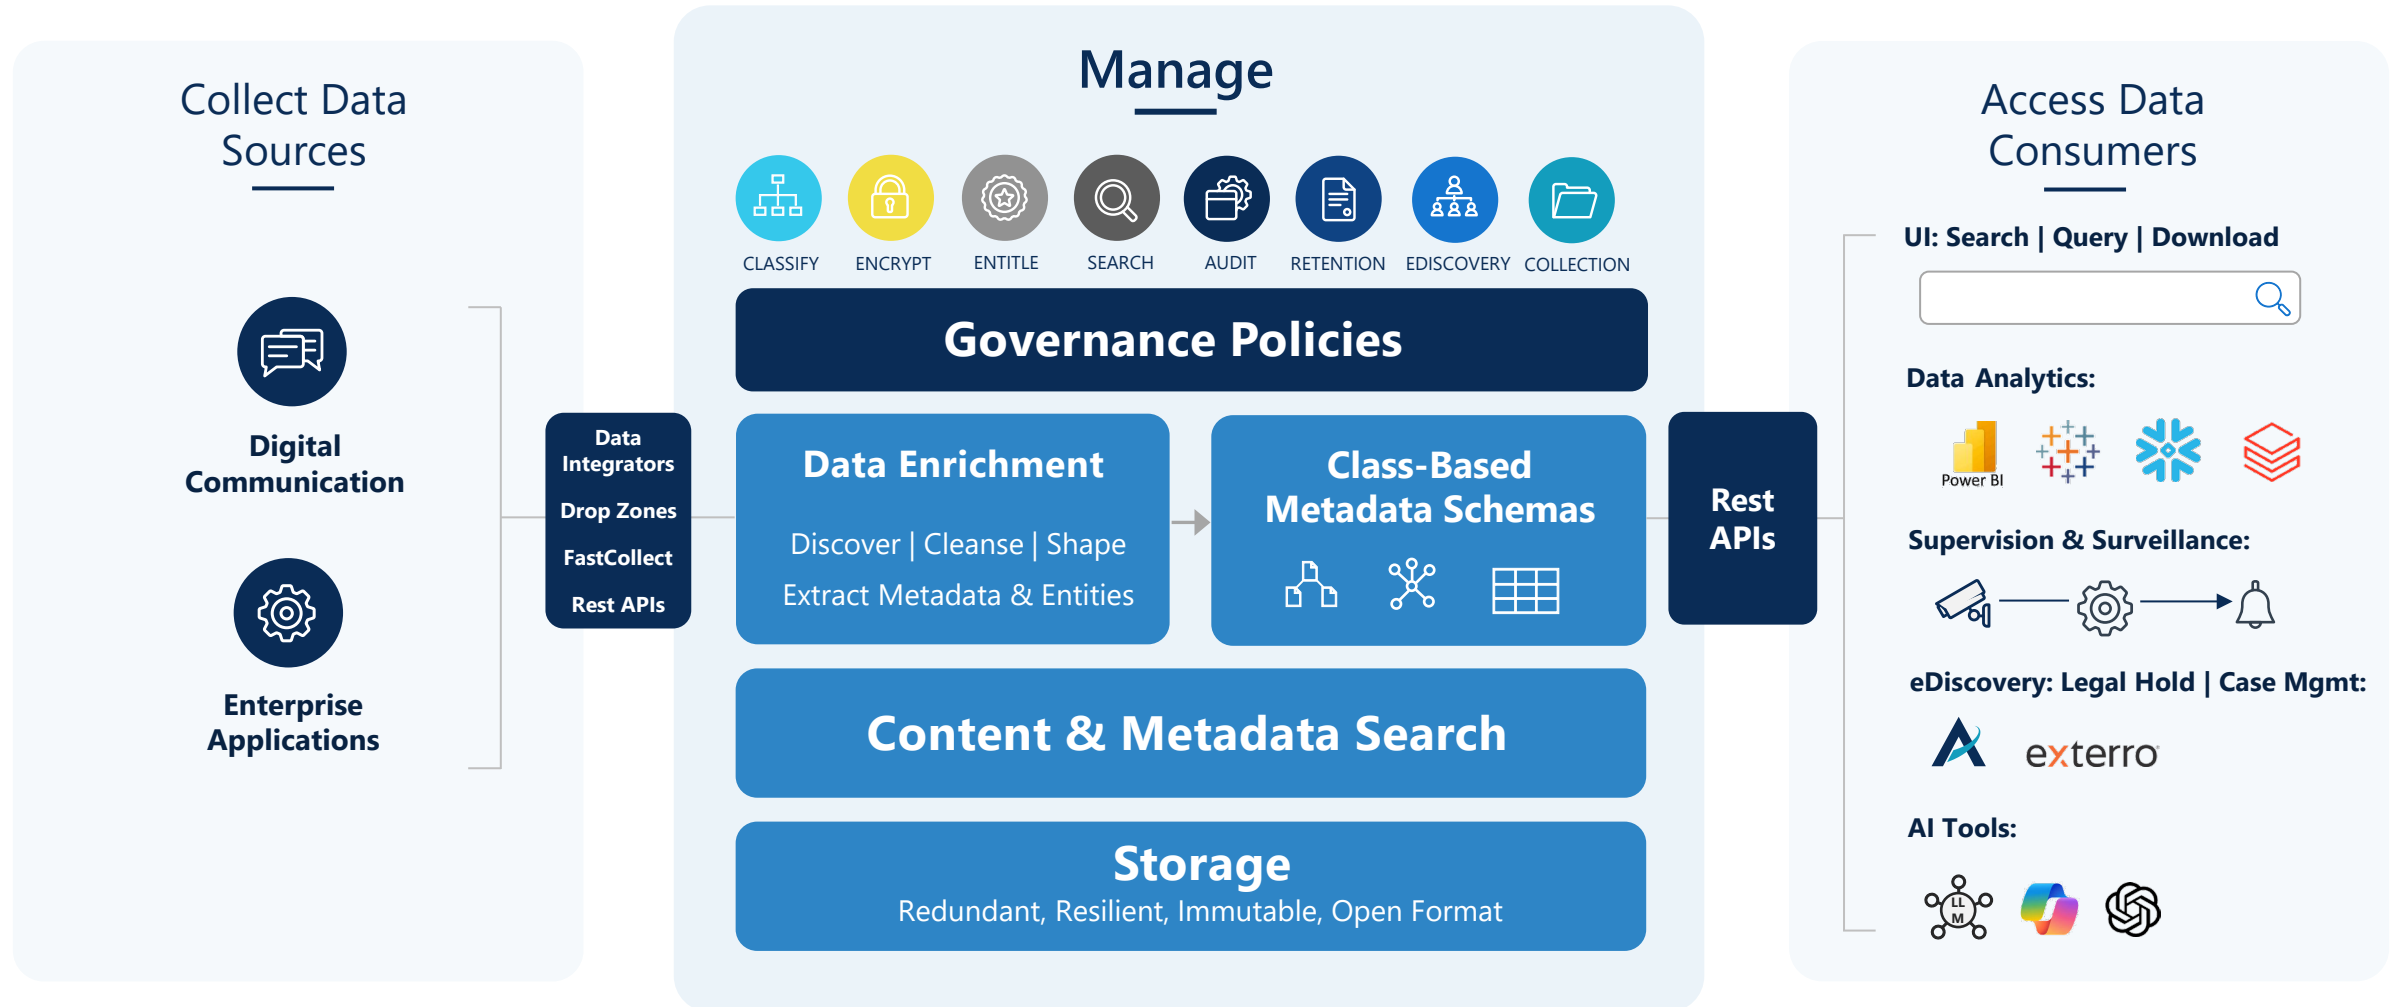 Collect Data
Sources
Digital
Communication
Enterprise
Applications
Data
Integrators
Drop Zones
FastCollect
Rest APIs
Manage
CLASSIFY
ENCRYPT
ENTITLE
SEARCH
AUDIT
RETENTION
EDISCOVERY
COLLECTION
Governance Policies
Data Enrichment
Discover | Cleanse | Shape
Extract Metadata & Entities
Class-Based
Metadata Schemas
Content & Metadata Search
Storage
Redundant, Resilient, Immutable, Open Format
Rest
APIs
Access Data
Consumers
UI: Search | Query | Download
Data Analytics:
Power BI
Supervision & Surveillance:
eDiscovery: Legal Hold | Case Mgmt:
exterro
AI Tools:
LL
M